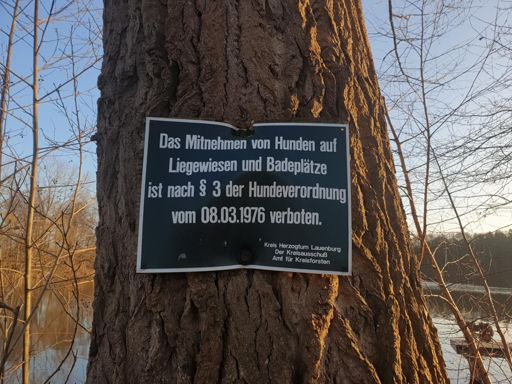 Das Mitnehmen von Hunden auf
Liegewiesen und Badeplätze
ist nach § 3 der Hundeverordnung
vom 08.03.1976 verboten.
Kreis Herzogtum Lauenburg
Der Kreisausschuß
Amt für Kreisforsten